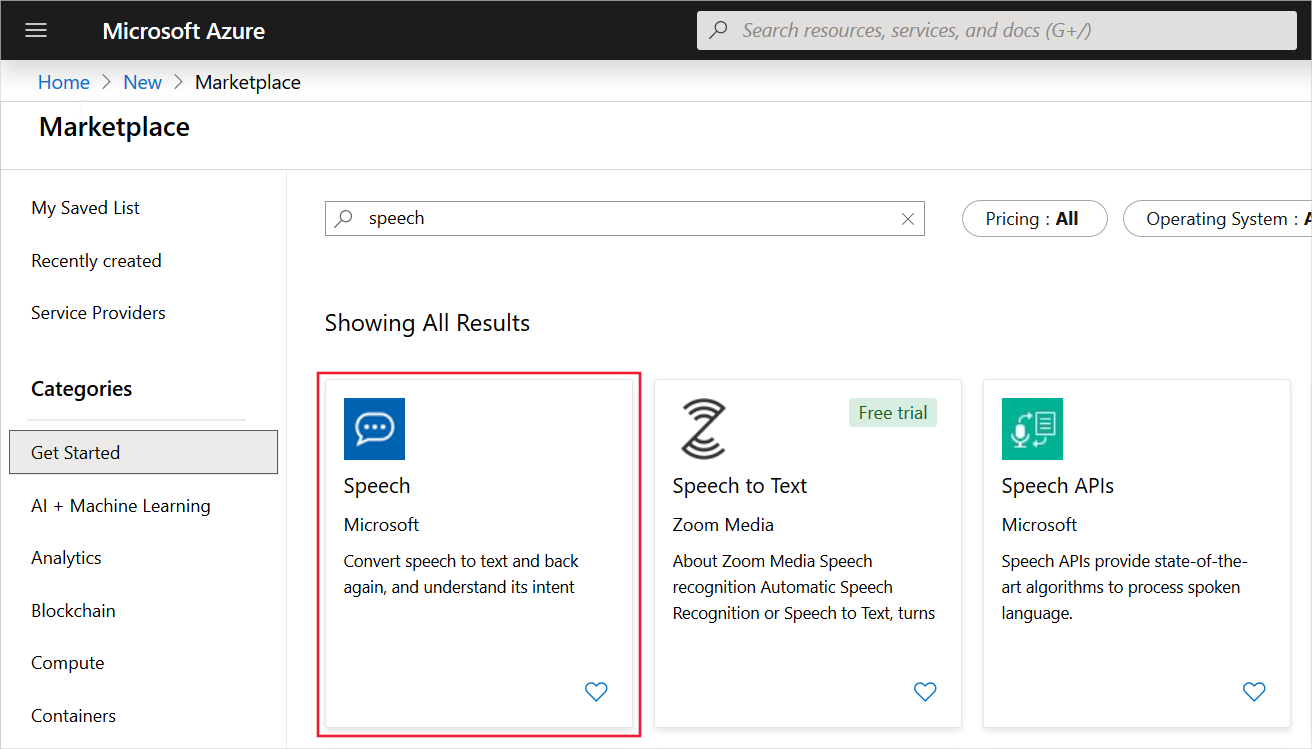 Microsoft Azure
Search resources, services, and docs (G+/)
Home > New > Marketplace
Marketplace
My Saved List
Recently created
Service Providers
Categories
Get Started
AI + Machine Learning
Analytics
Blockchain
Compute
Containers
speech
Pricing : All
Operating System :
Showing All Results
Speech
Microsoft
Convert speech to text and back
again, and understand its intent
Free trial
Speech to Text
Zoom Media
About Zoom Media Speech
recognition Automatic Speech
Recognition or Speech to Text, turns
Speech APIs
Microsoft
Speech APIs provide state-of-the-
art algorithms to process spoken
language.